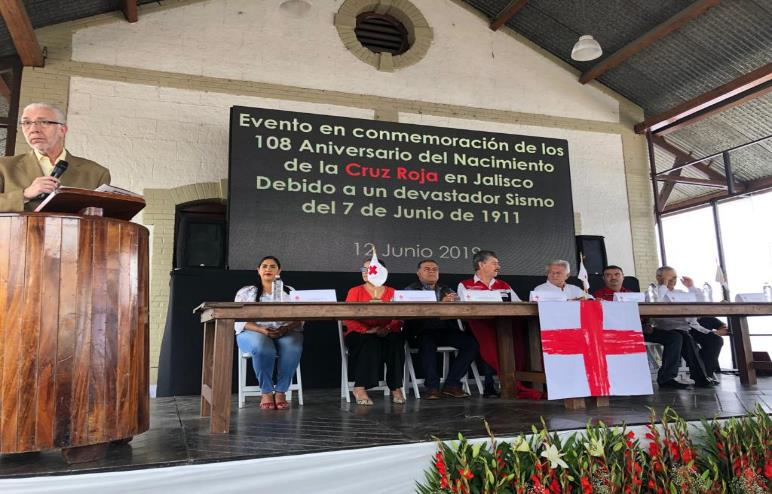 Evento en conmemoración de los
108 Aniversario del Nacimiento
de la Cruz Roja en Jalisco
Debido a un devastador Sismo
del 7 de Junio de 1911
12 Junio 2019